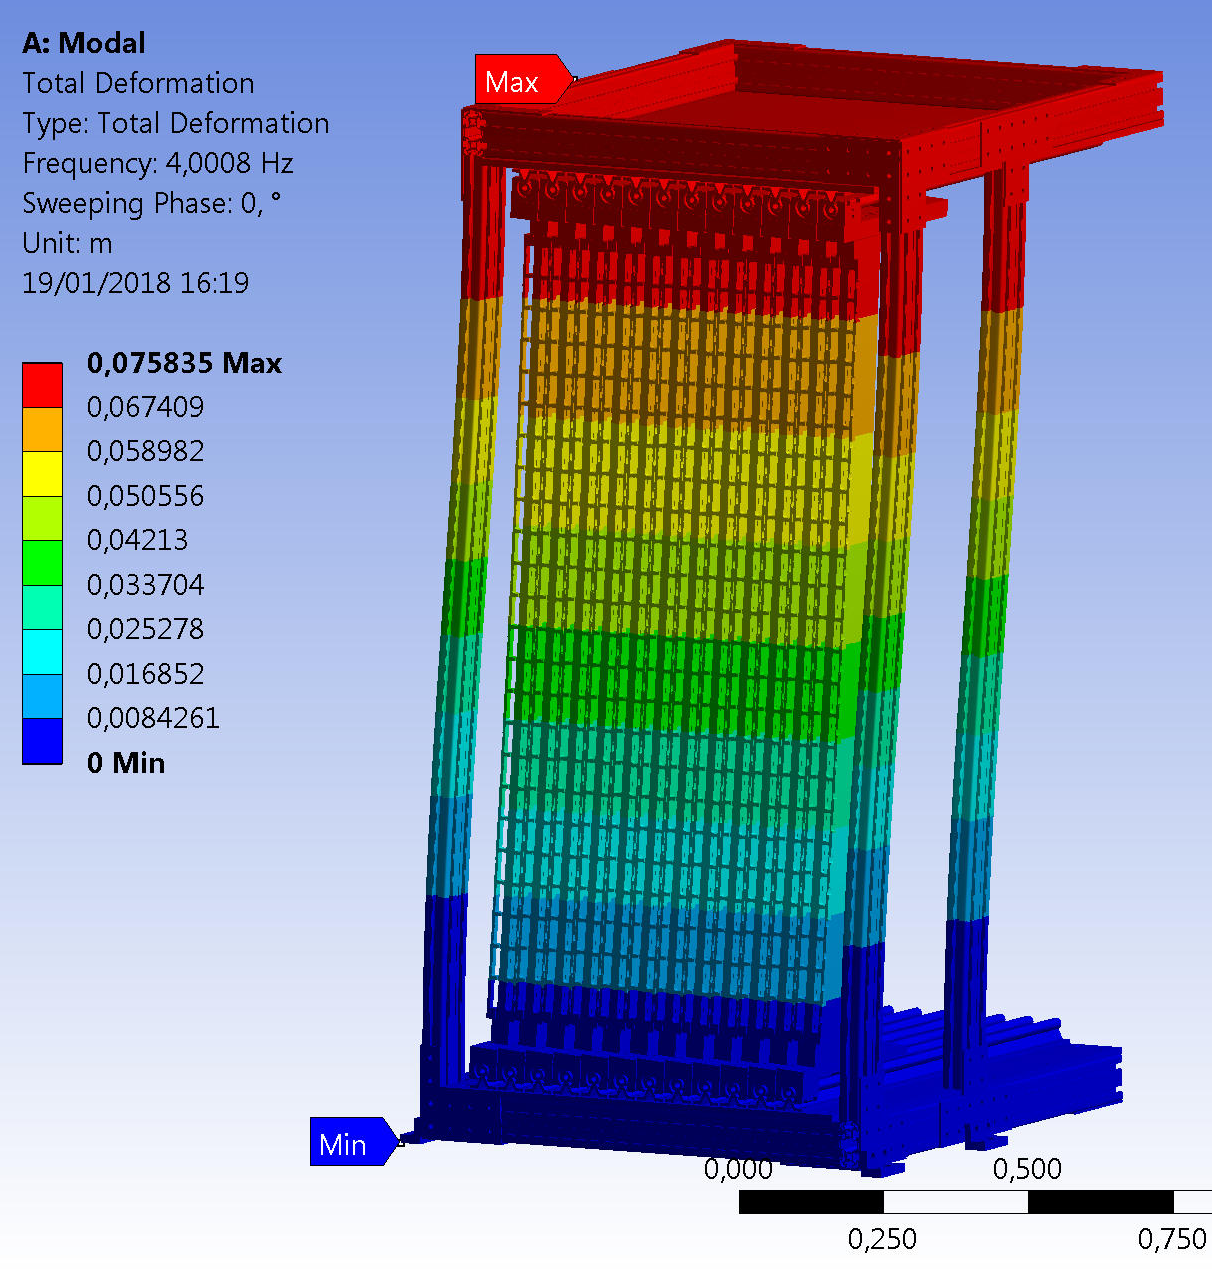 A: Modal
Total Deformation
Type: Total Deformation
Frequency: 4,0008 Hz
Sweeping Phase: 0, °
Unit: m
19/01/2018 16:19
Max
0,075835 Max
0,067409
0,058982
0,050556
0,04213
0,033704
0,025278
0,016852
0,0084261
0 Min
Min
0,000 0,500
0,250 0,750